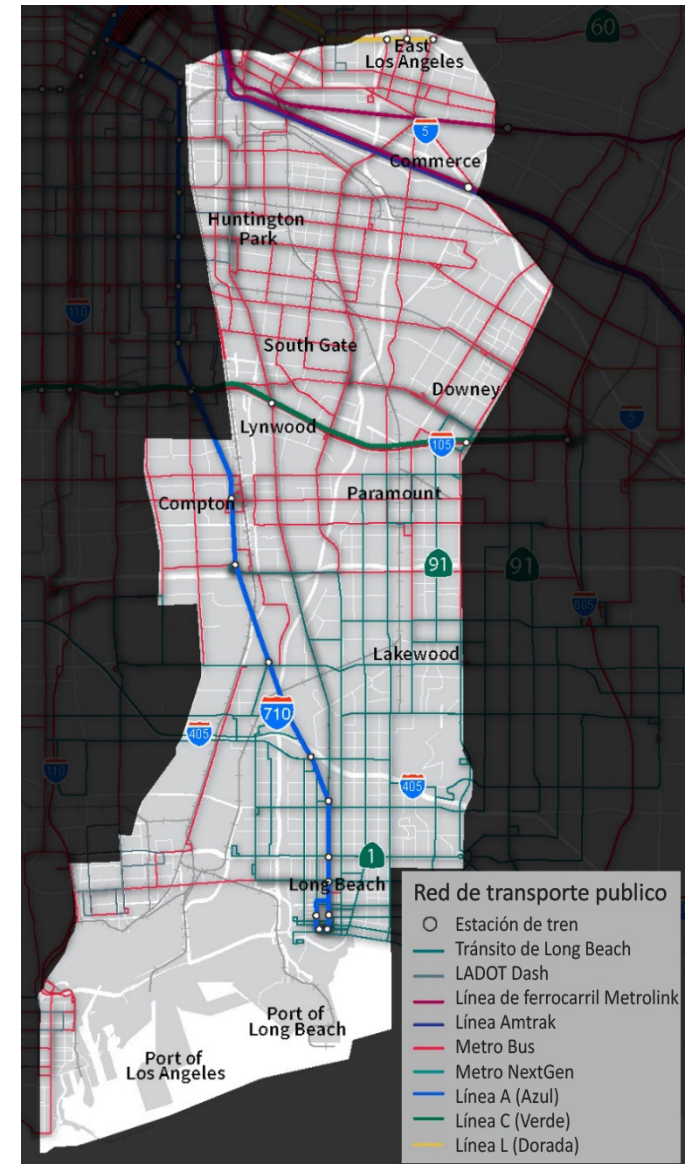 60
East
Los Angeles
5
Commerce
Huntington
Park
110
South Gate
Downey
5
Lynwood
105
Paramount
Compton
91
91
605
Lakewood
710
405
110
405
1
Long Beach
Port of
Long Beach
Port of
Los Angeles
Red de transporte publico
Estación de tren
Tránsito de Long Beach
LADOT Dash
Línea de ferrocarril Metrolink
Línea Amtrak
Metro Bus
Metro NextGen
Línea A (Azul)
Línea C (Verde)
Línea L (Dorada)